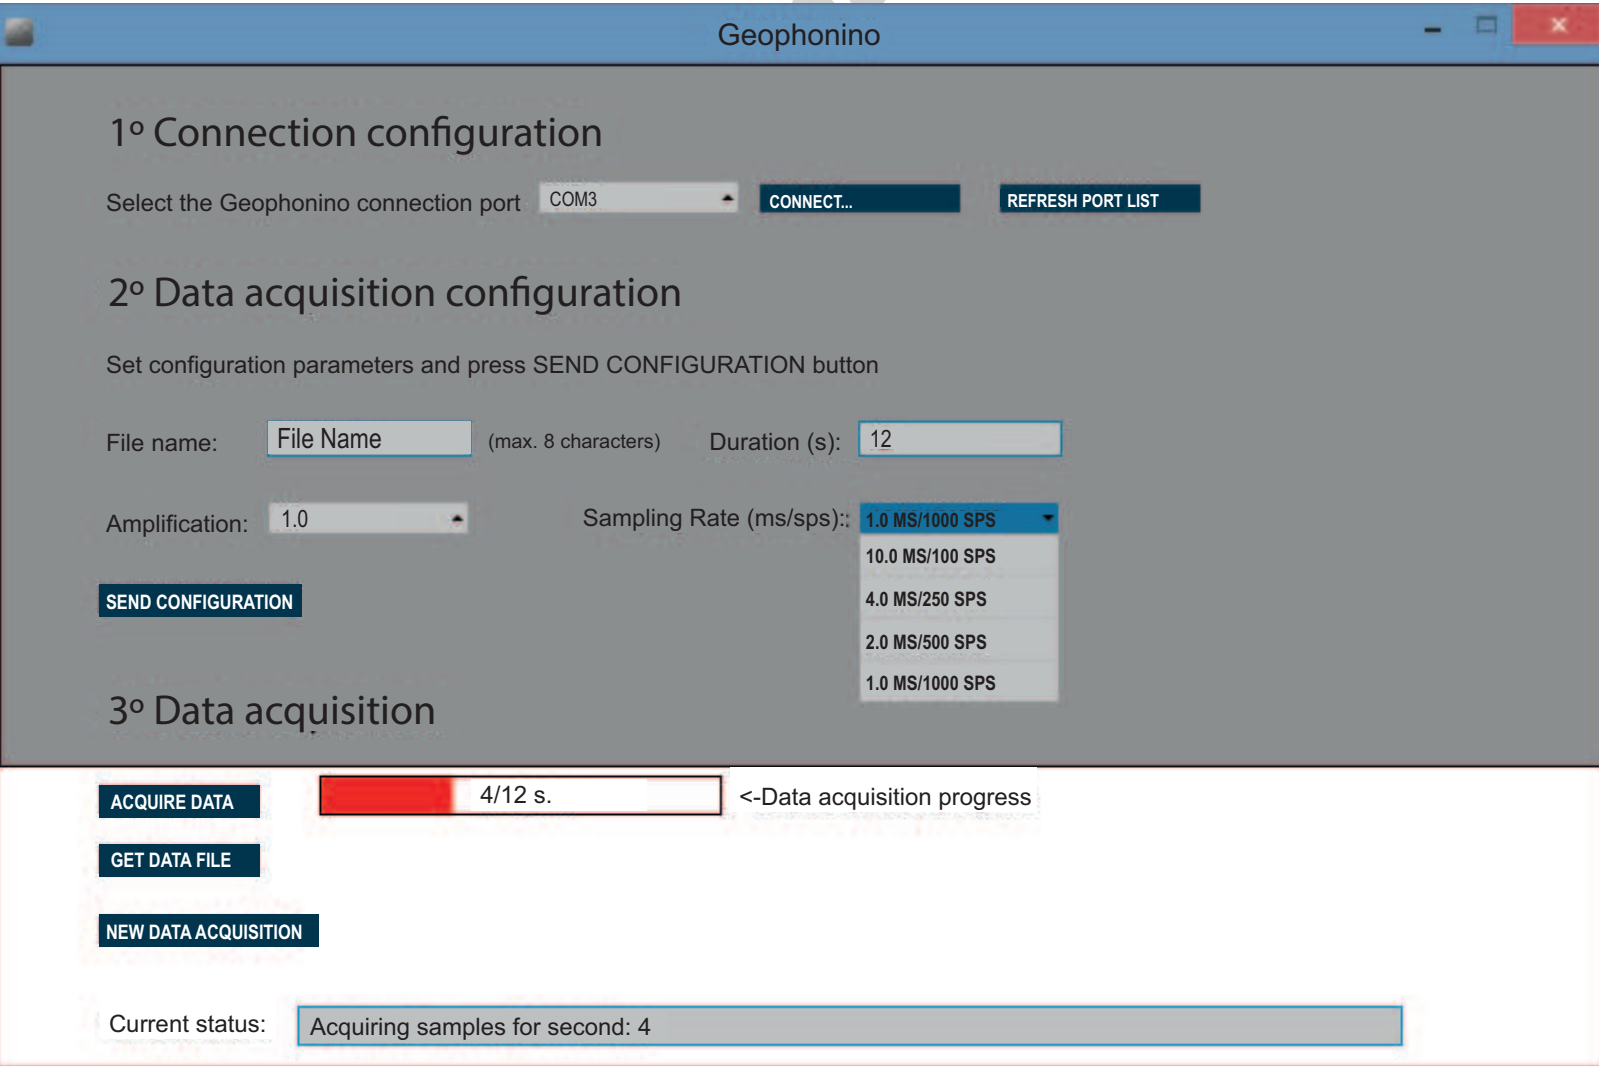 Geophonino
1º Connection configuration
Select the Geophonino connection port COM3 CONNECT... REFRESH PORT LIST
2º Data acquisition configuration
Set configuration parameters and press SEND CONFIGURATION button
File name: File Name (max. 8 characters) Duration (s): 12
Amplification: 1.0 Sampling Rate (ms/sps):: 1.0 MS/1000 SPS
10.0 MS/100 SPS
SEND CONFIGURATION 4.0 MS/250 SPS
2.0 MS/500 SPS
1.0 MS/1000 SPS
3º Data acquisition
ACQUIRE DATA 4/12 s. <-Data acquisition progress
GET DATA FILE
NEW DATA ACQUISITION
Current status: Acquiring samples for second: 4